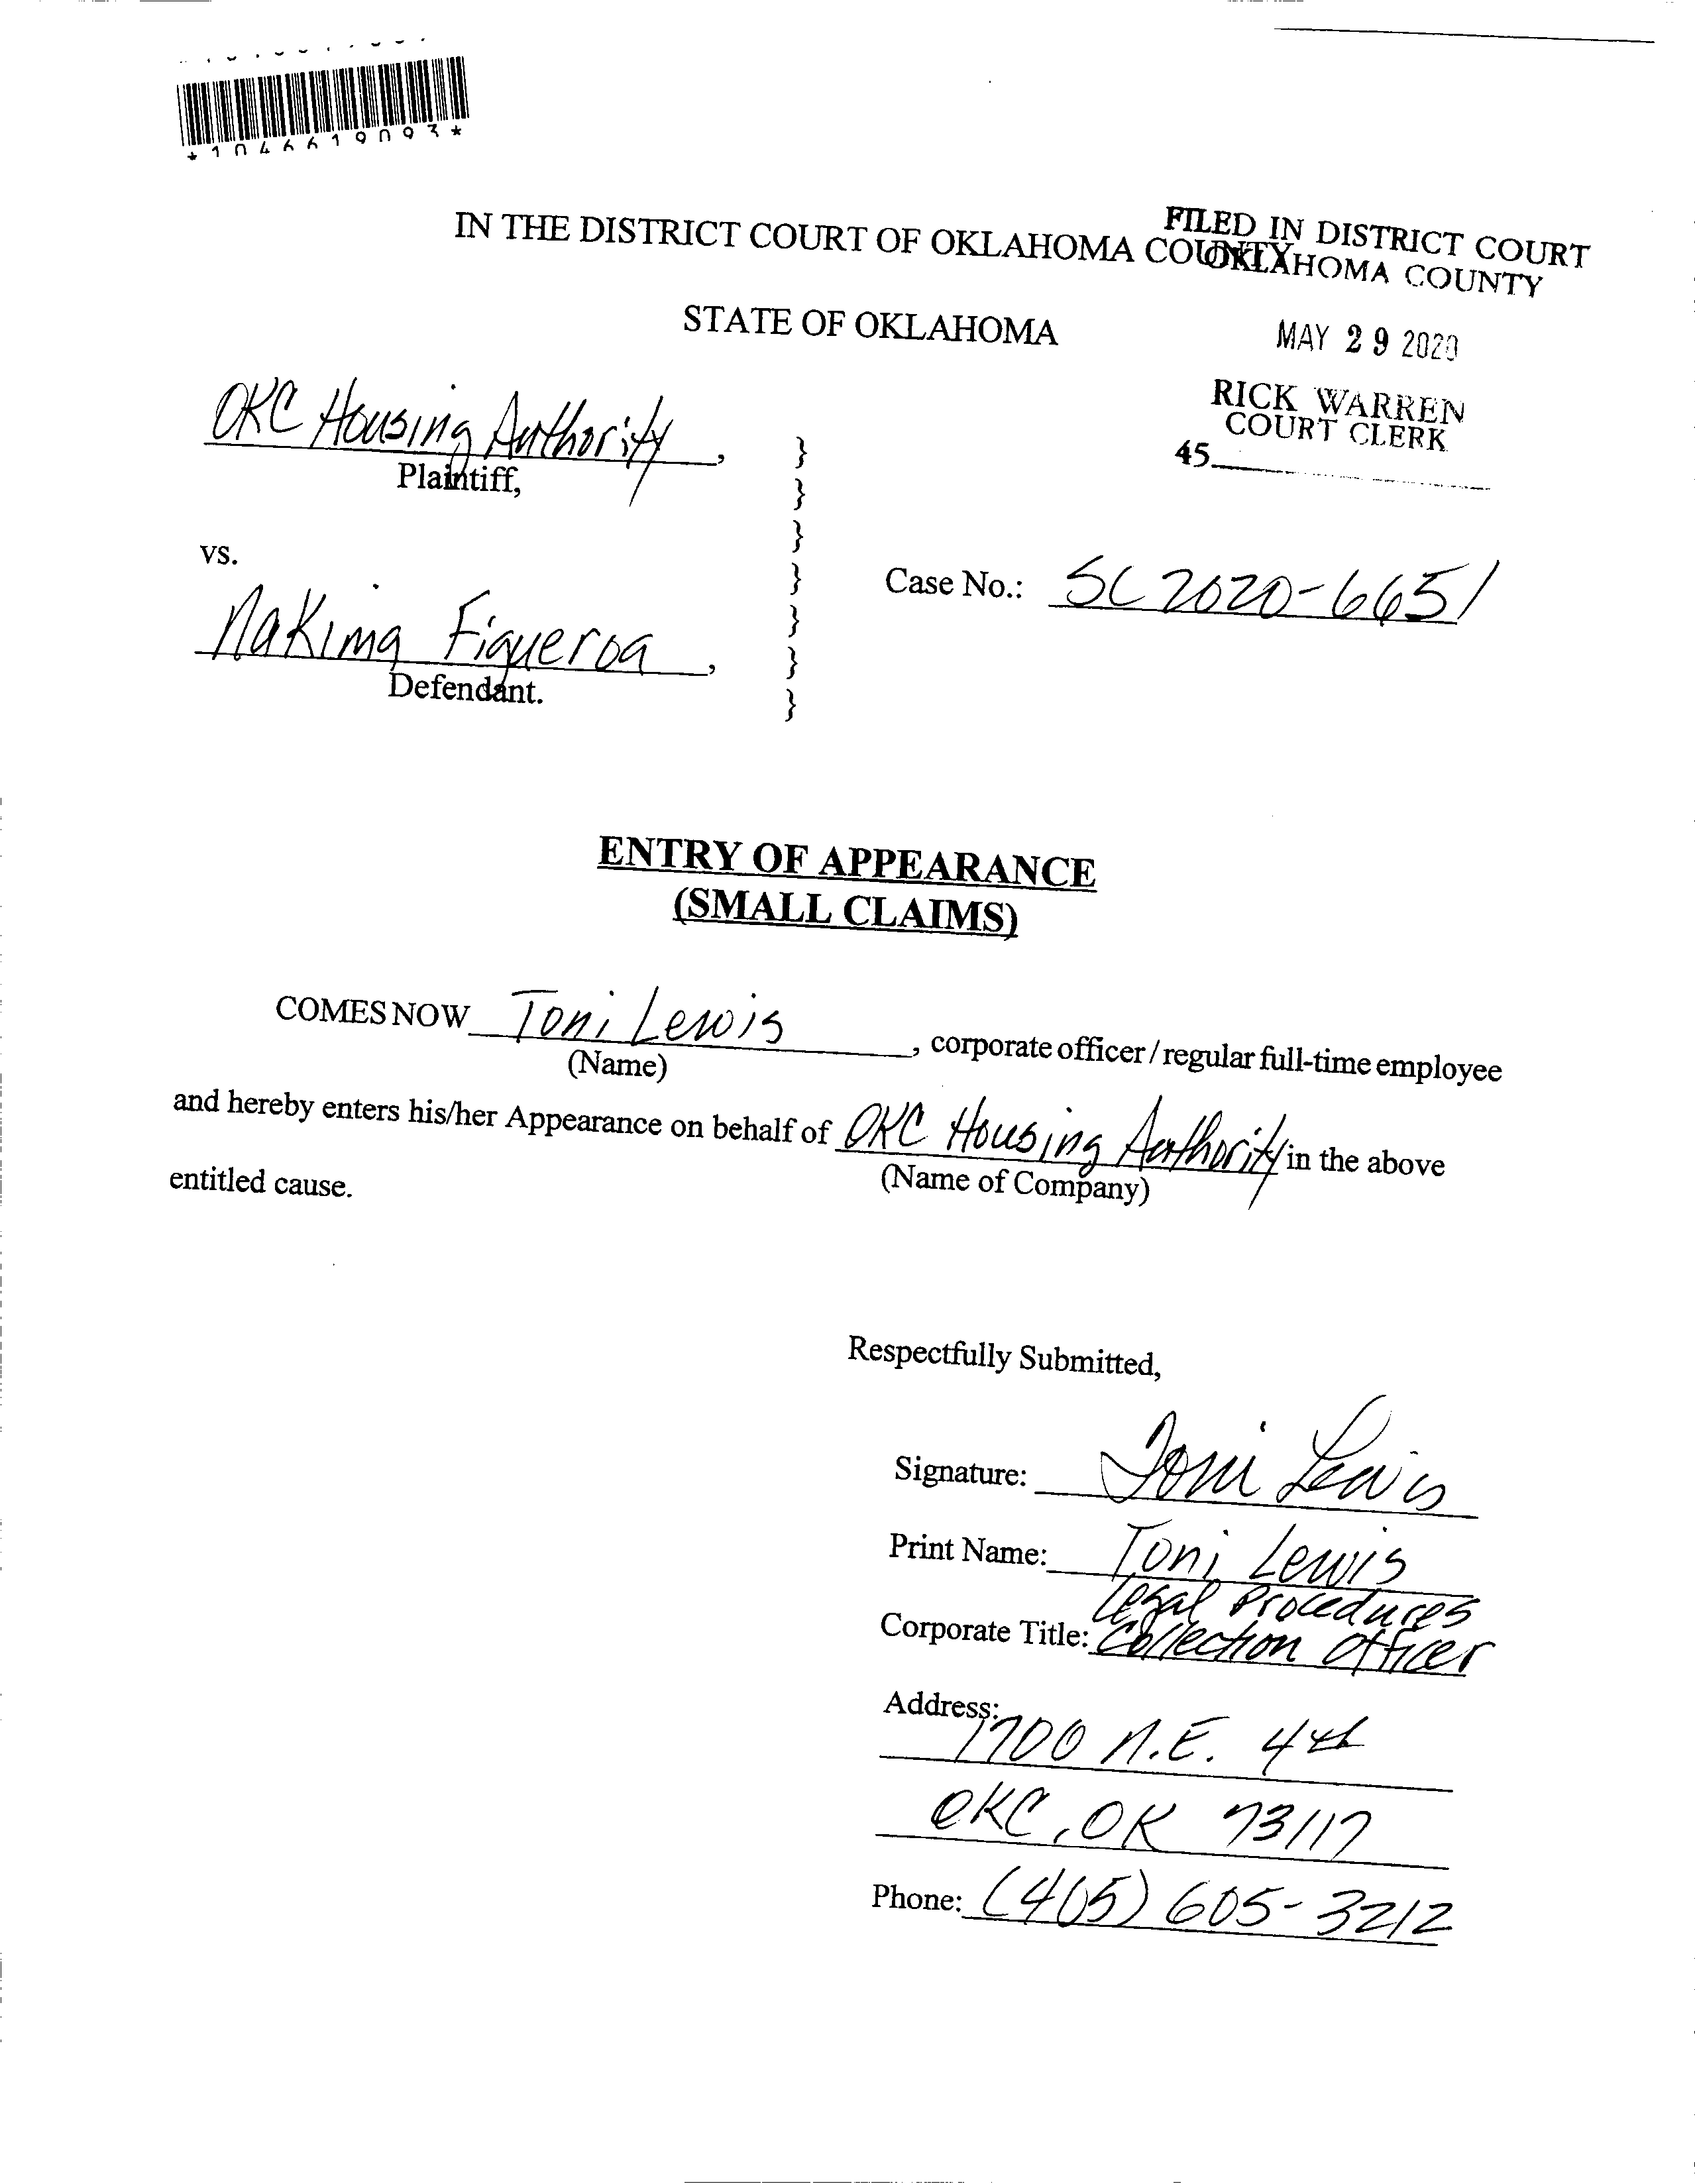 *1046619093*
IN THE DISTRICT COURT OF OKLAHOMA COUNTY
FILED IN DISTRICT COURT
OKLAHOMA COUNTY
STATE OF OKLAHOMA
MAY 29 2020
RICK WARREN
COURT CLERK
45
OKC Housing Authority,
Plaintiff,
vs.
Case No.: SC 2020-6651
Nakima Figueroa,
Defendant.
}
}
}
}
}
}
}
ENTRY OF APPEARANCE
(SMALL CLAIMS)
COMES NOW Toni Lewis, corporate officer / regular full-time employee
(Name)
and hereby enters his/her Appearance on behalf of OKC Housing Authority in the above
(Name of Company)
entitled cause.
Respectfully Submitted,
Signature: Toni Lewis
Print Name: Toni Lewis
Legal Procedures
Corporate Title: Collection Officer
Address:
1700 N.E. 4th
OKC, OK 73117
Phone: (405) 605-3212